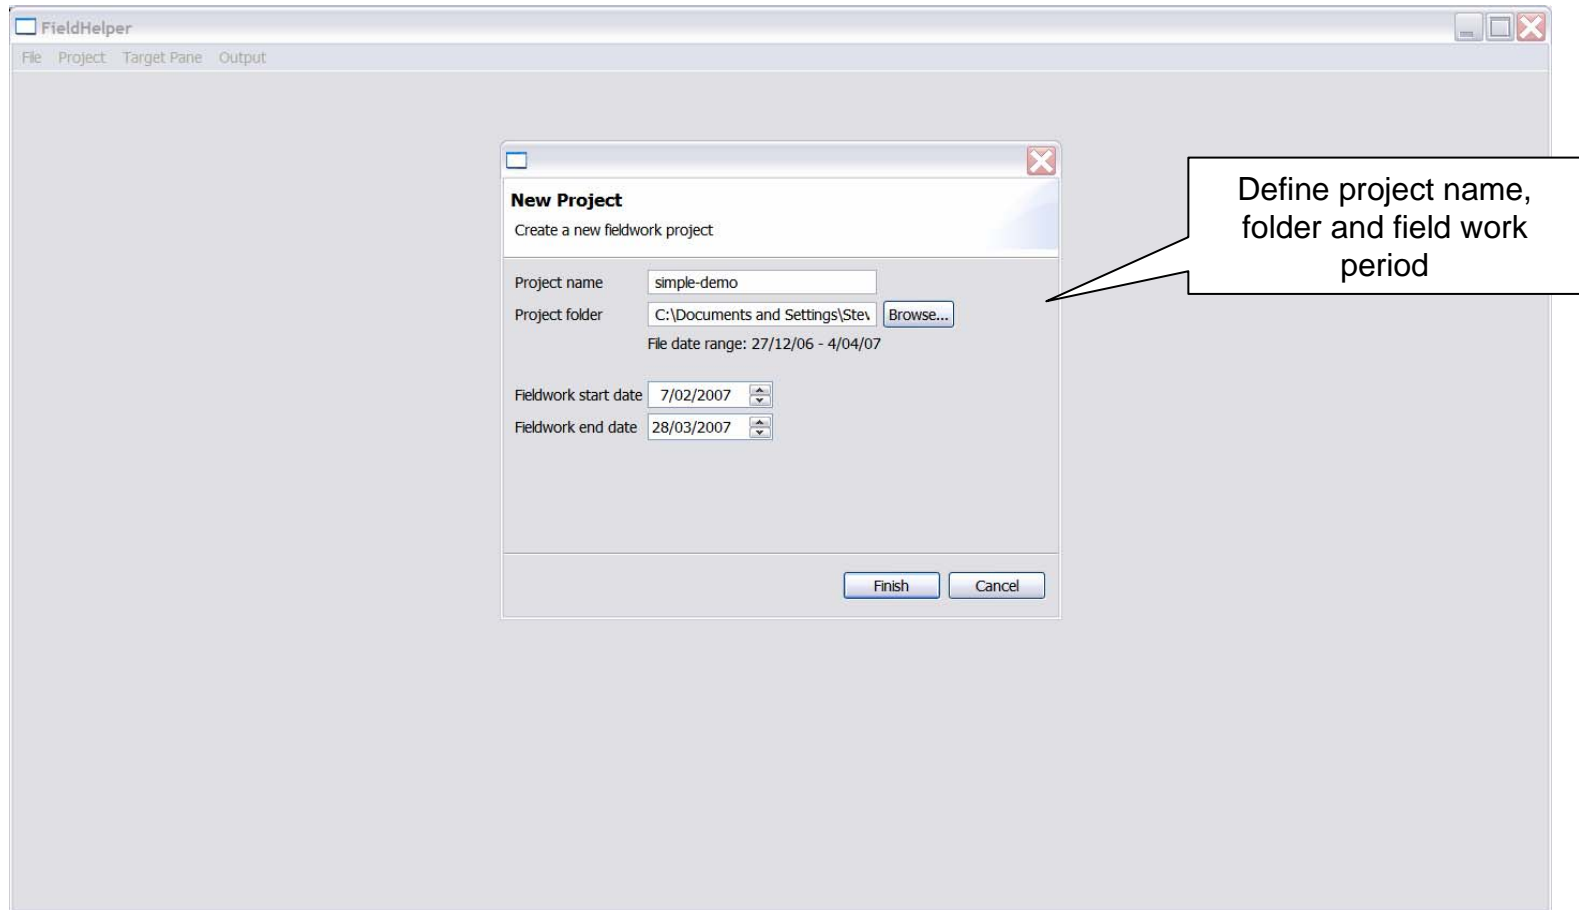 FieldHelper
File Project Target Pane Output
New Project
Create a new fieldwork project
Define project name,
folder and field work
period
Project name simple-demo
Project folder C:\Documents and Settings\Stev Browse...
File date range: 27/12/06 - 4/04/07
Fieldwork start date 7/02/2007
Fieldwork end date 28/03/2007
Finish Cancel